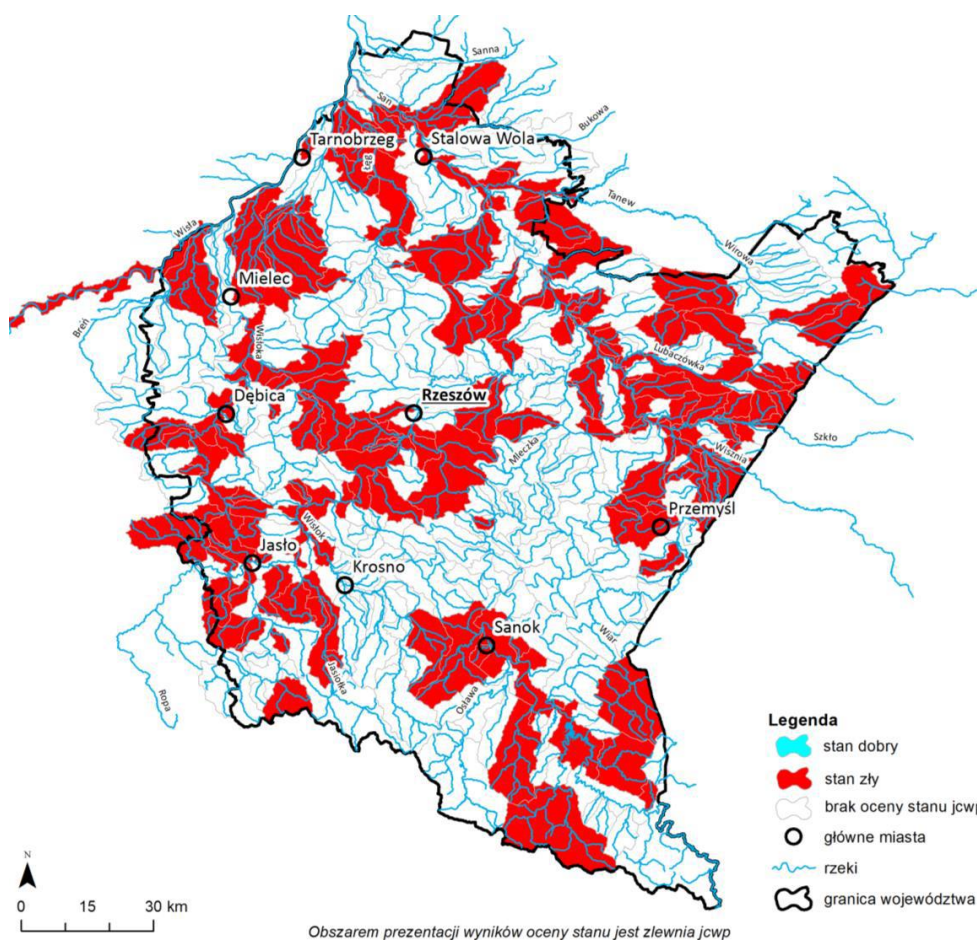 Sanna
San
Bukowa
Tarnobrzeg
Stalowa Wola
Łęg
Tanew
Wisła
Wirowa
Mielec
Breń
Wisłoka
Lubaczówka
Dębica
Rzeszów
Szkło
Mleczka
Wisznia
Przemyśl
Wisłok
Jasło
Krosno
Sanok
Wiar
Jasiołka
Ropa
Osława
Legenda
stan dobry
stan zły
brak oceny stanu jcwp
główne miasta
rzeki
granica województwa
N
0 15 30 km
Obszarem prezentacji wyników oceny stanu jest zlewnia jcwp